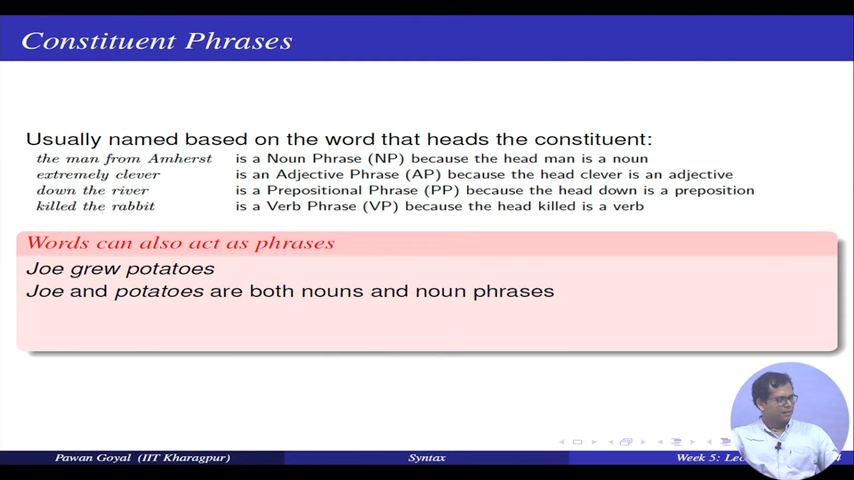 Constituent Phrases
Usually named based on the word that heads the constituent:
the man from Amherst is a Noun Phrase (NP) because the head man is a noun
extremely clever is an Adjective Phrase (AP) because the head clever is an adjective
down the river is a Prepositional Phrase (PP) because the head down is a preposition
killed the rabbit is a Verb Phrase (VP) because the head killed is a verb
Words can also act as phrases
Joe grew potatoes
Joe and potatoes are both nouns and noun phrases
Pawan Goyal (IIT Kharagpur) Syntax Week 5: